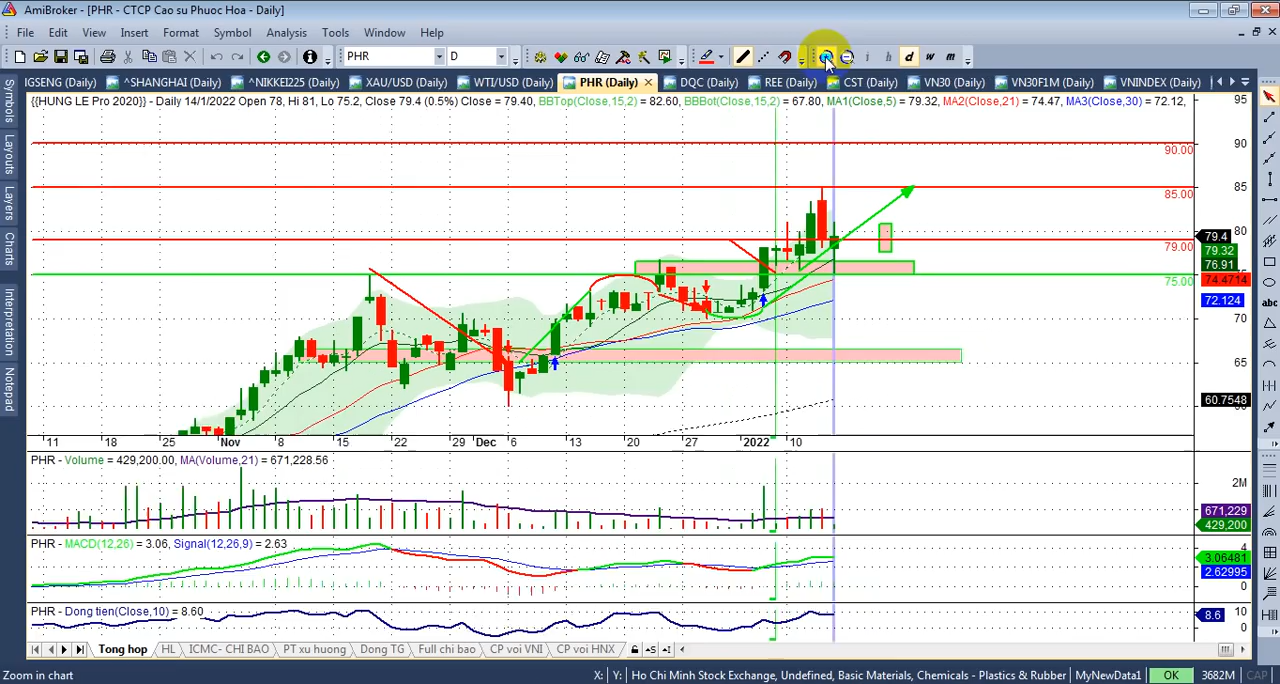 AmiBroker - [PHR - CTCP Cao su Phuoc Hoa - Daily]
File Edit View Insert Format Symbol Analysis Tools Window Help
PHR D i h d w m
IGSENG (Daily) ^SHANGHAI (Daily) ^NIKKEI225 (Daily) XAU/USD (Daily) WTI/USD (Daily) PHR (Daily) DQC (Daily) REE (Daily) CST (Daily) VN30 (Daily) VN30F1M (Daily) VNINDEX (Daily)
{{HUNG LE Pro 2020}} - Daily 14/1/2022 Open 78, Hi 81, Lo 75.2, Close 79.4 (0.5%) Close = 79.40, BBTop(Close,15,2) = 82.60, BBBot(Close,15,2) = 67.80, MA1(Close,5) = 79.32, MA2(Close,21) = 74.47, MA3(Close,30) = 72.12,
Symbols
Layouts
Layers
Charts
Interpretation
Notepad
abc
95
90
90.00
85
85.00
80
79.4
79.00
79.32
76.91
74.4714
75.00
72.124
70
65
60.7548
11 18 25 Nov 8 15 22 29 Dec 6 13 20 27 2022 10
PHR - Volume = 429,200.00, MA(Volume,21) = 671,228.56
2M
671,229
429,200
PHR - MACD(12,26) = 3.06, Signal(12,26,9) = 2.63
4
3.06481
2.62995
0
PHR - Dong tien(Close,10) = 8.60
10
8.6
0
Tong hop HL ICMC- CHI BAO PT xu huong Dong TG Full chi bao CP voi VNI CP voi HNX
Zoom in chart X: Y: Ho Chi Minh Stock Exchange, Undefined, Basic Materials, Chemicals - Plastics & Rubber MyNewData1 OK 3682M CAP